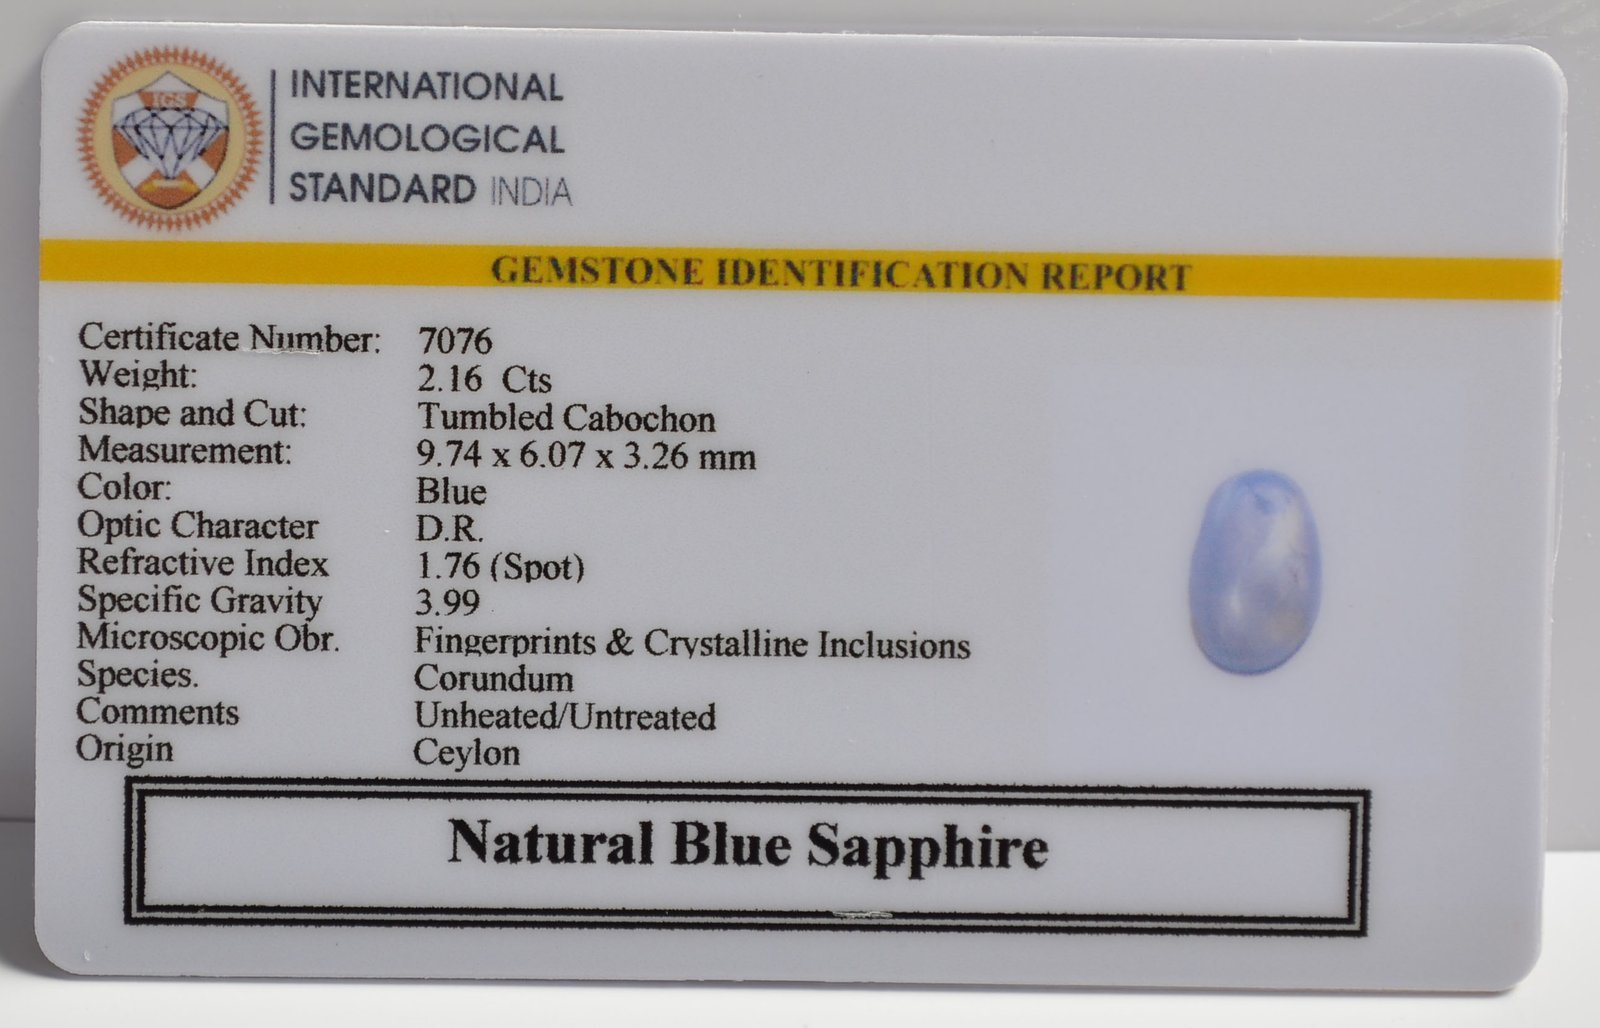 IGS
INTERNATIONAL
GEMOLOGICAL
STANDARD INDIA
GEMSTONE IDENTIFICATION REPORT
Certificate Number: 7076
Weight: 2.16 Cts
Shape and Cut: Tumbled Cabochon
Measurement: 9.74 x 6.07 x 3.26 mm
Color: Blue
Optic Character D.R.
Refractive Index 1.76 (Spot)
Specific Gravity 3.99
Microscopic Obr. Fingerprints & Crystalline Inclusions
Species. Corundum
Comments Unheated/Untreated
Origin Ceylon
Natural Blue Sapphire